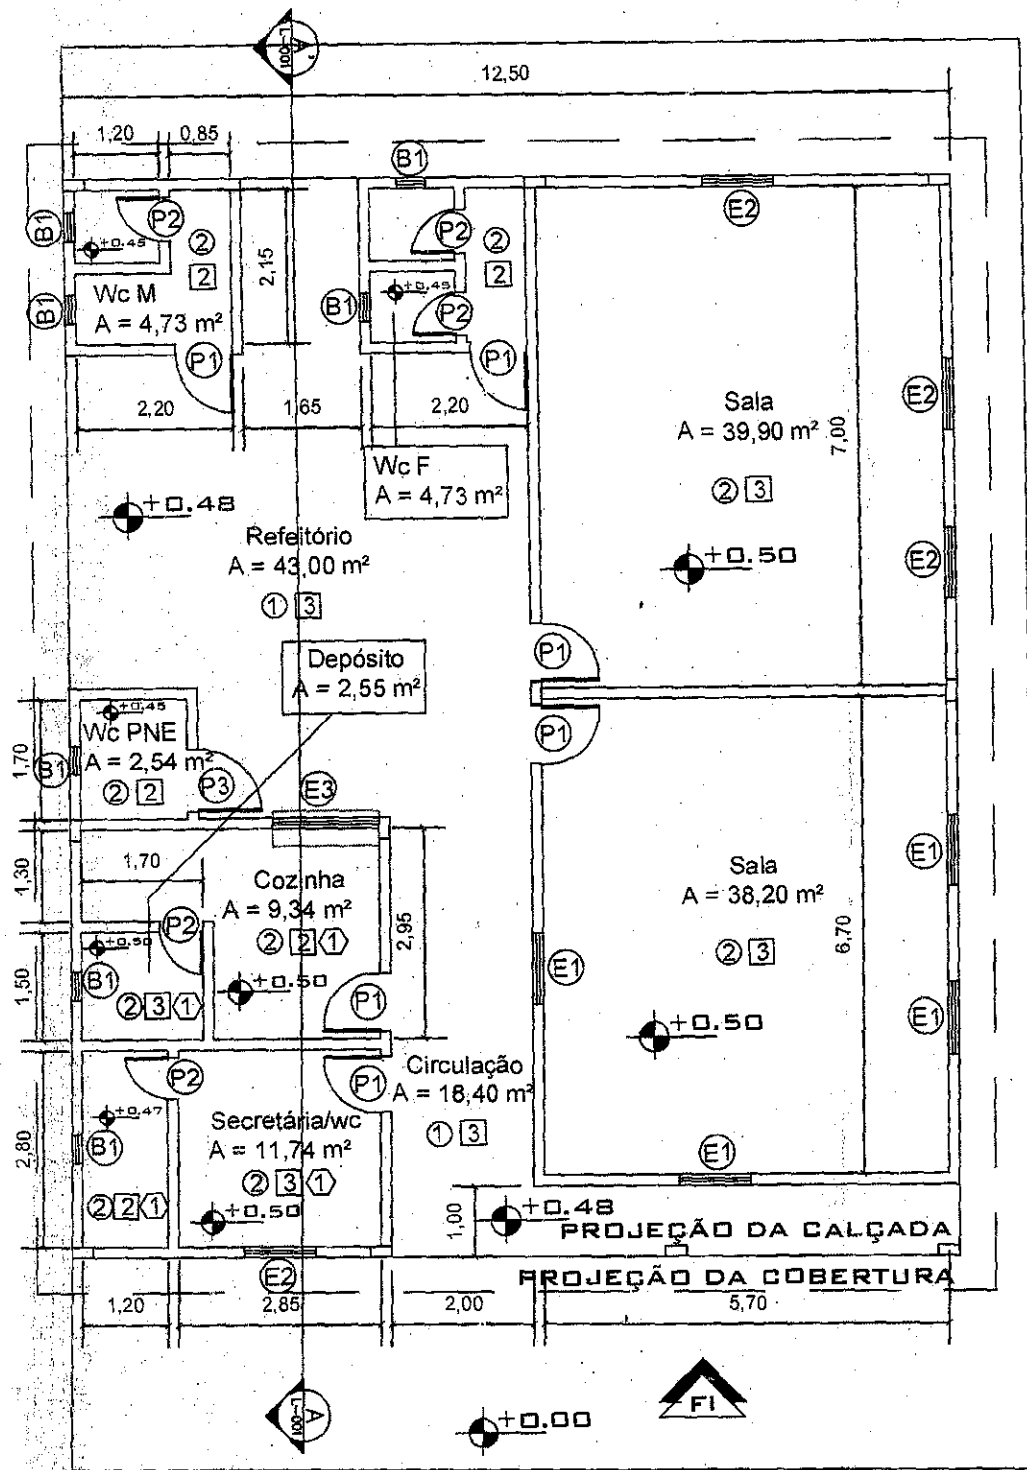 A
L-001
12,50
1,20
0,85
B1
P2
E2
B1
+0.45
2
2
2,15
P2
2
2
B1
Wc M
A = 4,73 m²
B1
+0.45
P2
P1
P1
2,20
1,65
2,20
E2
Sala
A = 39,90 m²
7,00
Wc F
A = 4,73 m²
2 3
+0.48
Refeitório
A = 43,00 m²
+0.50
E2
1 3
Depósito
A = 2,55 m²
P1
+0.45
Wc PNE
A = 2,54 m²
P1
1,70
B1
2 2
P3
E3
1,30
1,70
Cozinha
A = 9,34 m²
2 2 1
Sala
A = 38,20 m²
E1
P2
2,95
6,70
+0.50
2 3
1,50
B1
+0.50
E1
2 3 1
P1
E1
+0.50
Circulação
A = 18,40 m²
P2
P1
+0.47
Secretária/wc
A = 11,74 m²
1 3
2,80
B1
E1
2 3 1
2 2 1
+0.50
1,00
+0.48
PROJEÇÃO DA CALÇADA
E2
PROJEÇÃO DA COBERTURA
1,20
2,85
2,00
5,70
A
L-001
F1
+0.00